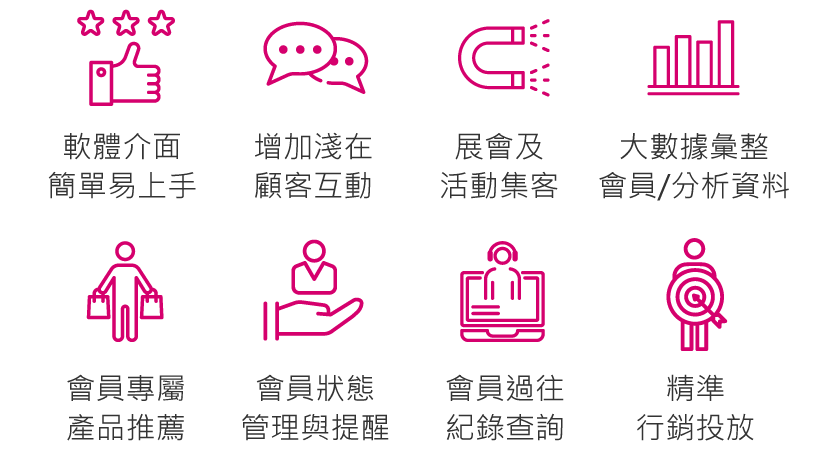 軟體介面
簡單易上手
增加淺在
顧客互動
展會及
活動集客
大數據彙整
會員/分析資料
會員專屬
產品推薦
會員狀態
管理與提醒
會員過往
紀錄查詢
精準
行銷投放